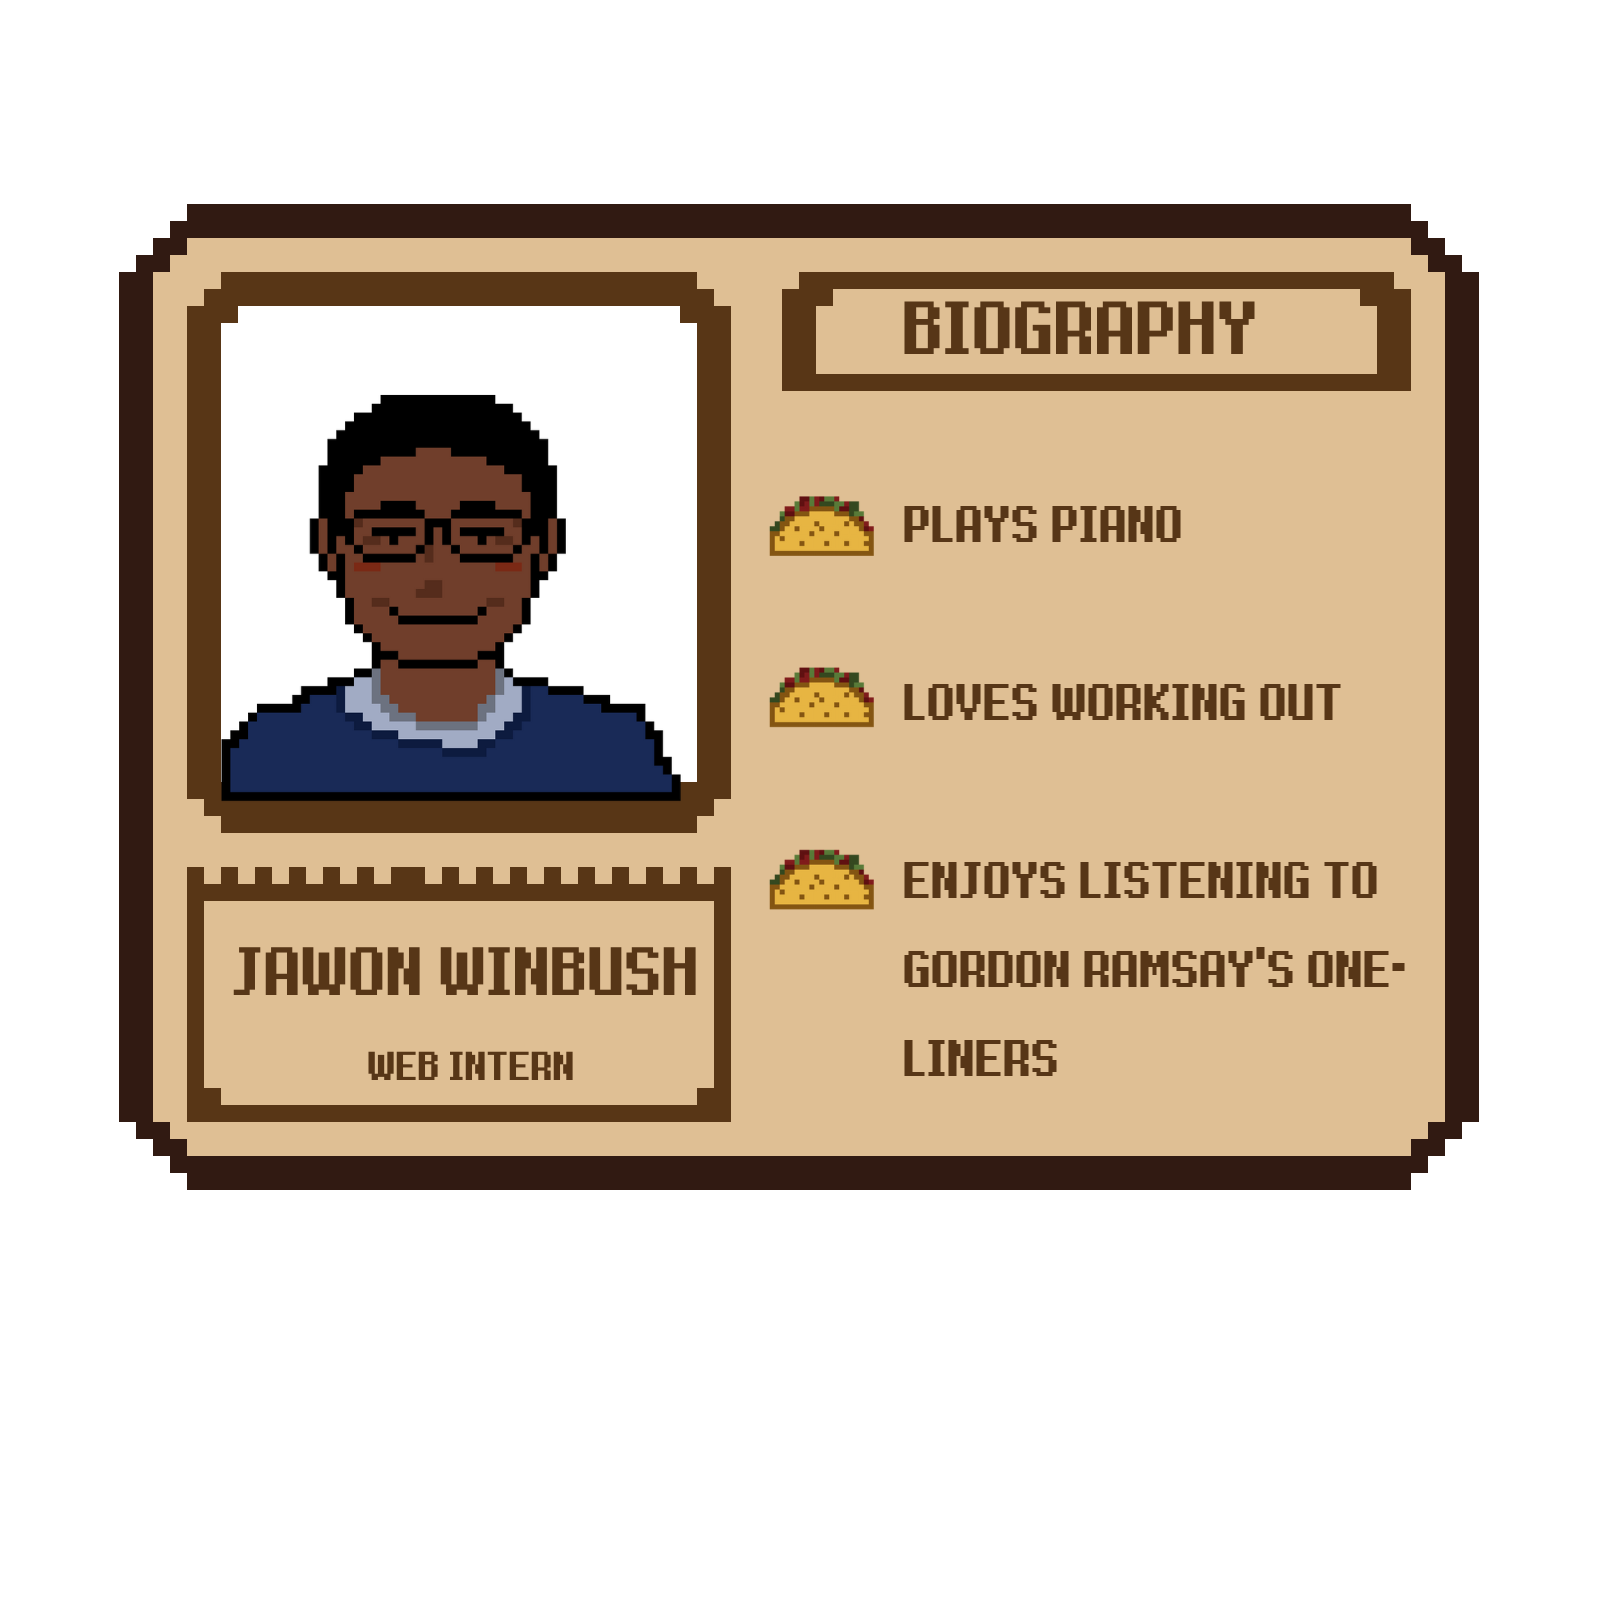 BIOGRAPHY
PLAYS PIANO
LOVES WORKING OUT
ENJOYS LISTENING TO
GORDON RAMSAY'S ONE-
LINERS
JAWON WINBUSH
WEB INTERN